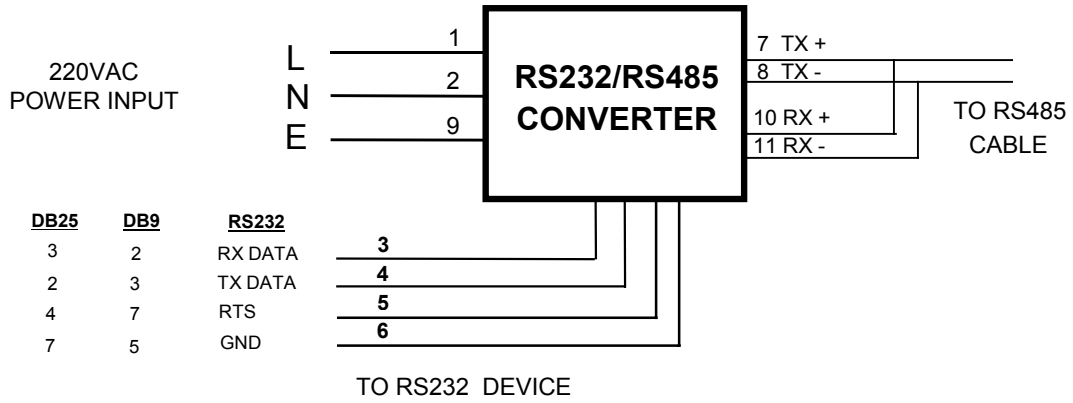 220VAC
POWER INPUT
L
N
E
1
2
9
RS232/RS485
CONVERTER
7 TX +
8 TX -
10 RX +
11 RX -
TO RS485
CABLE
DB25 DB9 RS232
3 2 RX DATA 3
2 3 TX DATA 4
4 7 RTS 5
7 5 GND 6
TO RS232 DEVICE